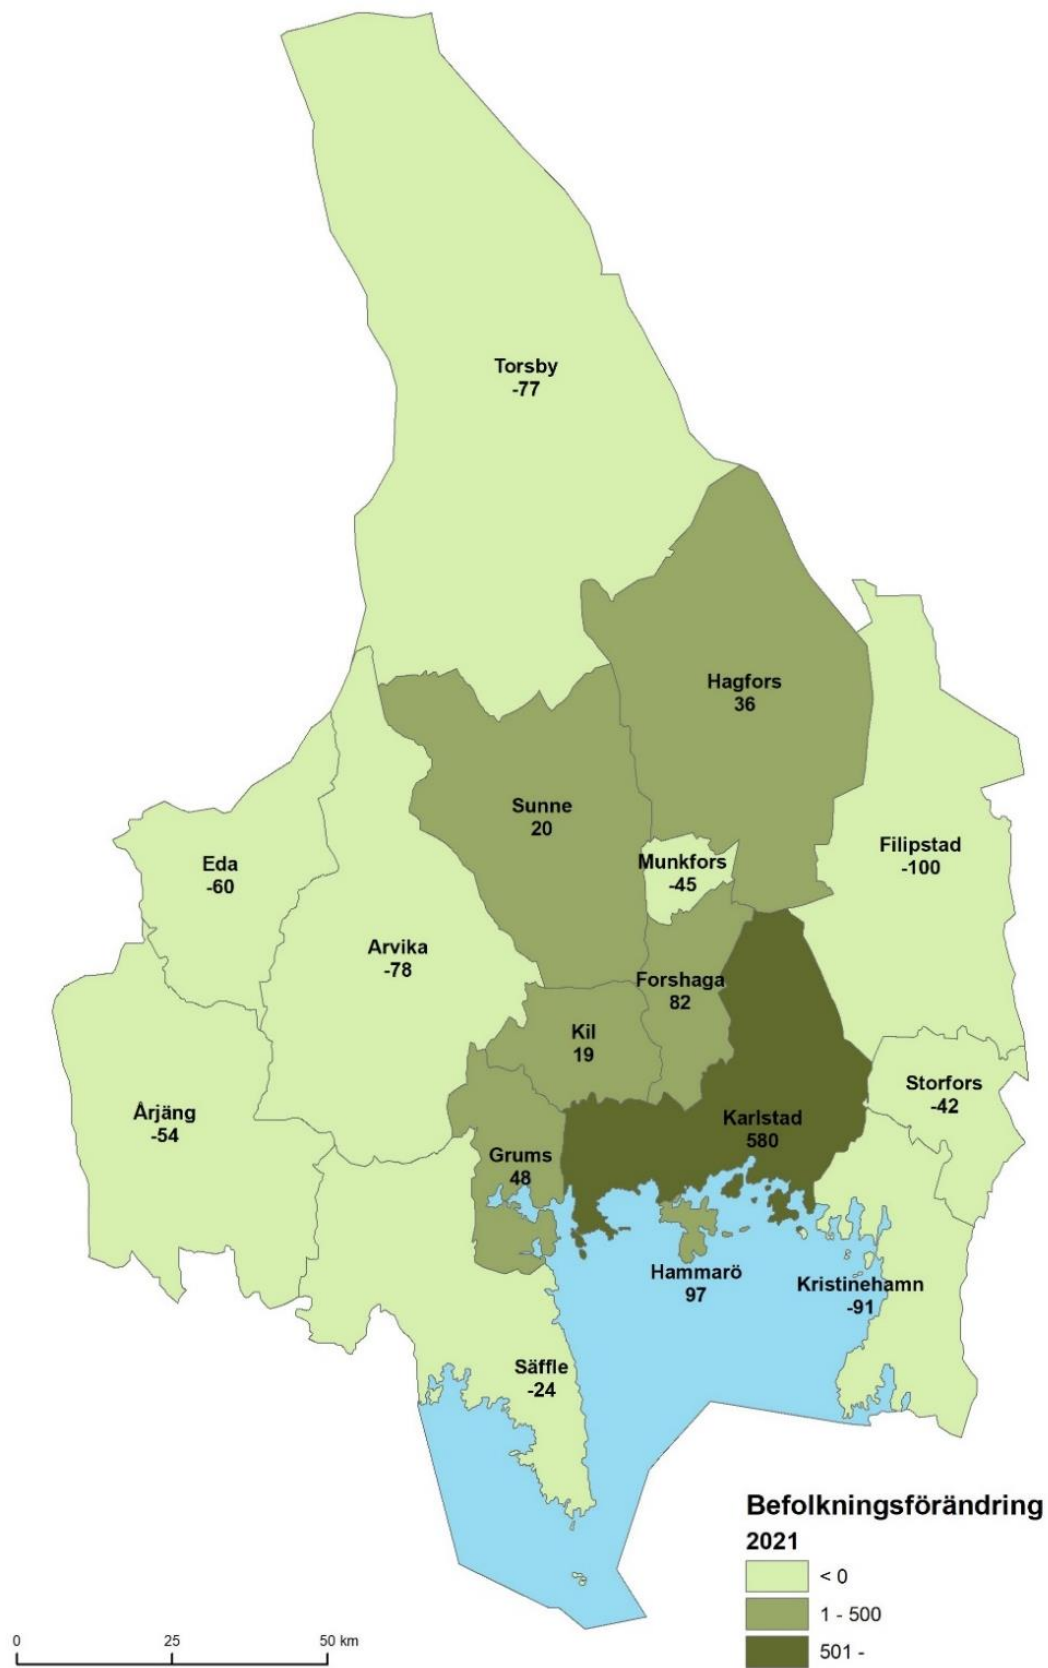 Torsby
-77
Hagfors
36
Sunne
20
Munkfors
-45
Filipstad
-100
Eda
-60
Arvika
-78
Forshaga
82
Kil
19
Storfors
-42
Årjäng
-54
Karlstad
580
Grums
48
Hammarö
97
Kristinehamn
-91
Säffle
-24
Befolkningsförändring
2021
< 0
1 - 500
501 -
0 25 50 km